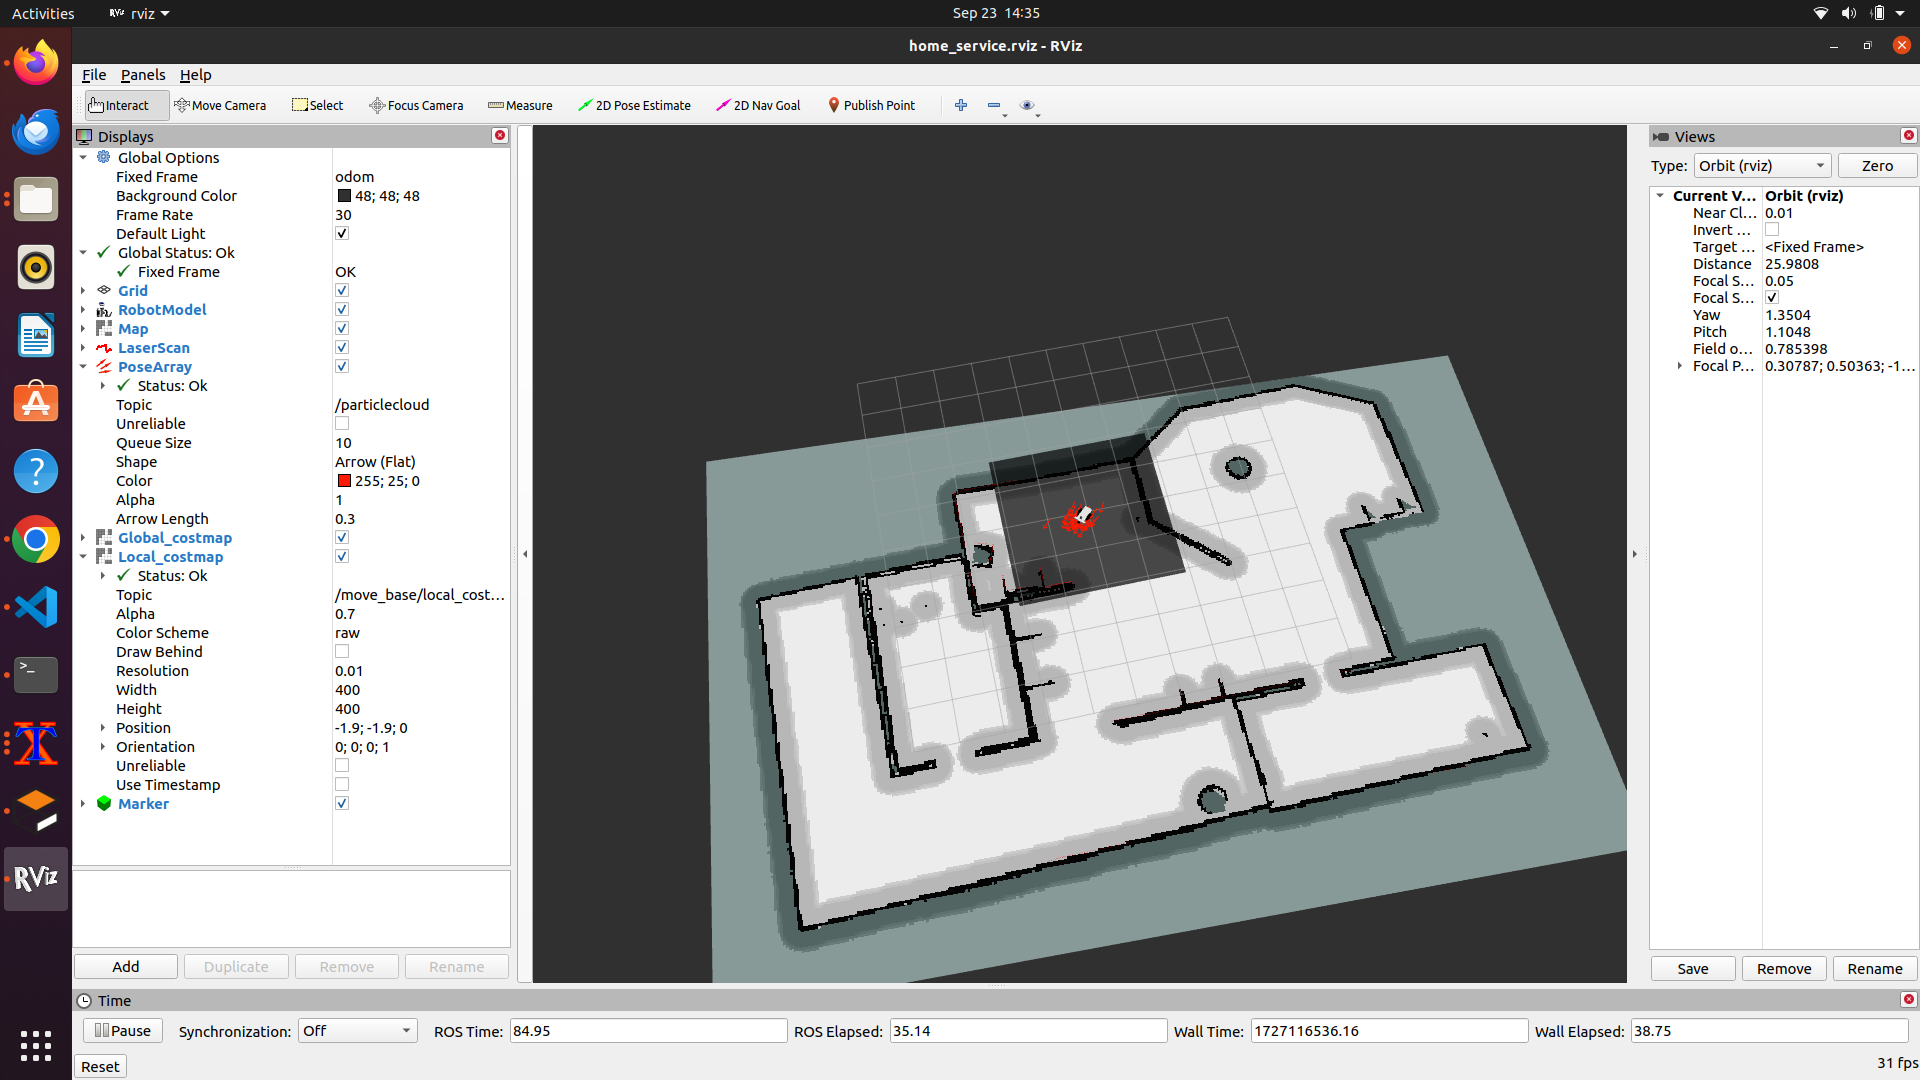 Activities rviz Sep 23 14:35
home_service.rviz - RViz
File Panels Help
Interact Move Camera Select Focus Camera Measure 2D Pose Estimate 2D Nav Goal Publish Point
Displays
Global Options
Fixed Frame odom
Background Color 48; 48; 48
Frame Rate 30
Default Light
Global Status: Ok
Fixed Frame OK
Grid
RobotModel
Map
LaserScan
PoseArray
Status: Ok
Topic /particlecloud
Unreliable
Queue Size 10
Shape Arrow (Flat)
Color 255; 25; 0
Alpha 1
Arrow Length 0.3
Global_costmap
Local_costmap
Status: Ok
Topic /move_base/local_cost...
Alpha 0.7
Color Scheme raw
Draw Behind
Resolution 0.01
Width 400
Height 400
Position -1.9; -1.9; 0
Orientation 0; 0; 0; 1
Unreliable
Use Timestamp
Marker
Add Duplicate Remove Rename
Views
Type: Orbit (rviz) Zero
Current V... Orbit (rviz)
Near Cl... 0.01
Invert ...
Target ... <Fixed Frame>
Distance 25.9808
Focal S... 0.05
Focal S...
Yaw 1.3504
Pitch 1.1048
Field o... 0.785398
Focal P... 0.30787; 0.50363; -1...
Save Remove Rename
RViz
Time
Pause Synchronization: Off ROS Time: 84.95 ROS Elapsed: 35.14 Wall Time: 1727116536.16 Wall Elapsed: 38.75
Reset 31 fps